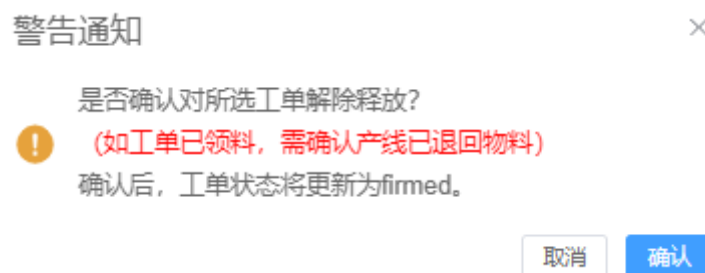 警告通知
是否确认对所选工单解除释放?
（如工单已领料，需确认产线已退回物料）
确认后，工单状态将更新为firmed。
取消
确认